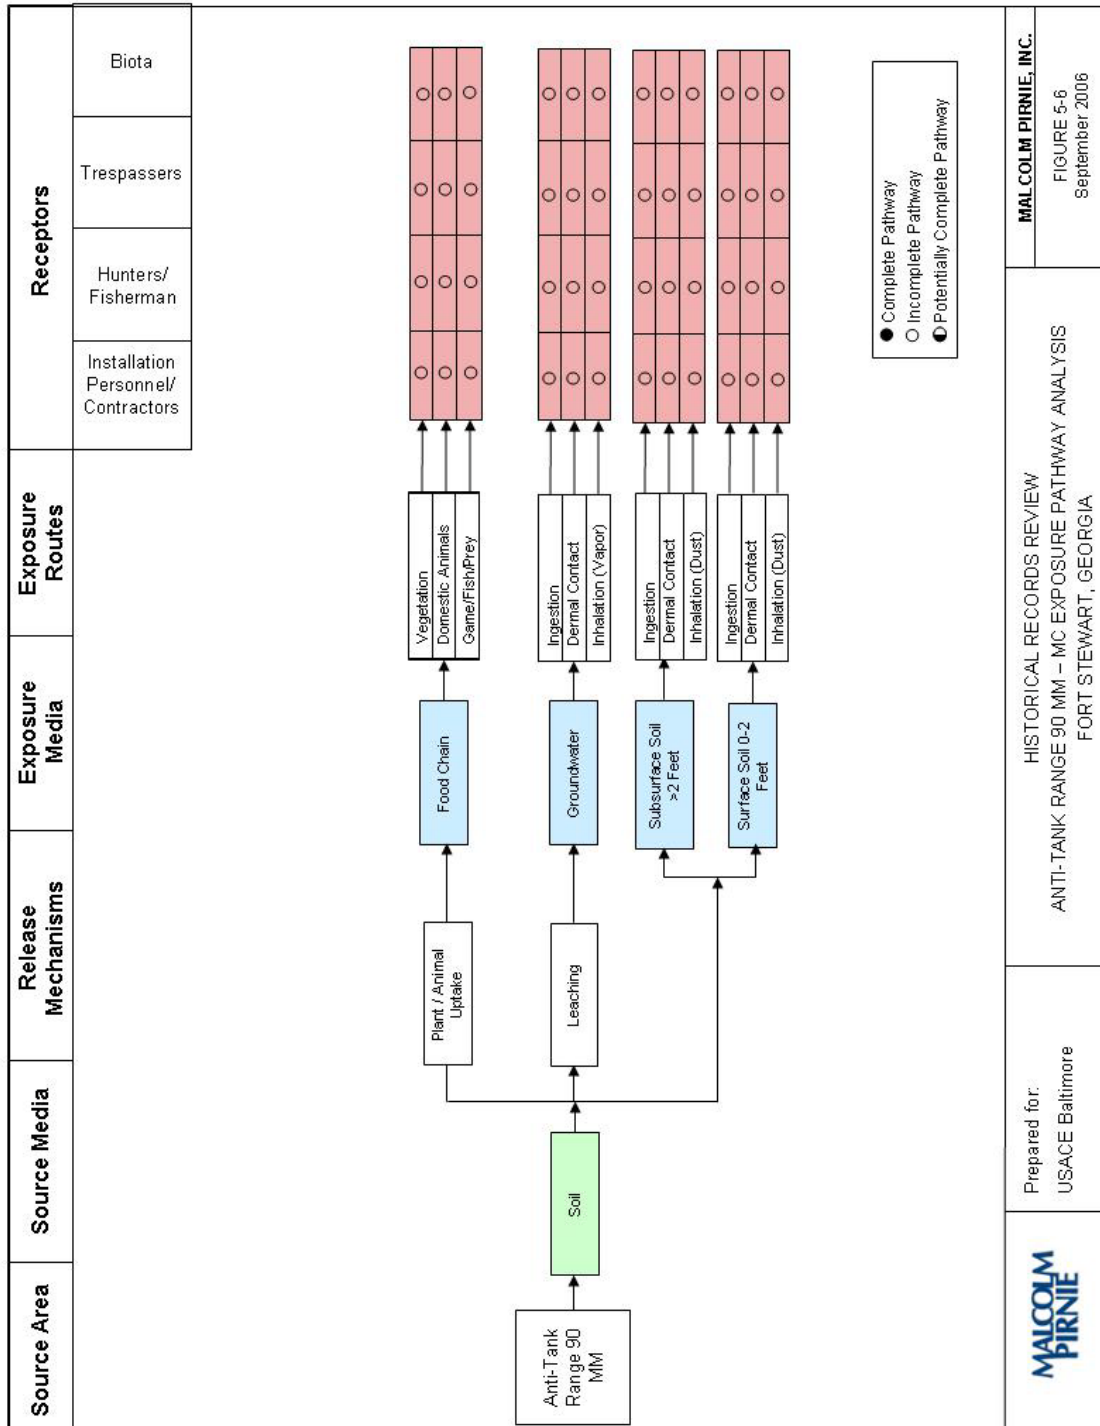 Source Area
Source Media
Release
Mechanisms
Exposure
Media
Exposure
Routes
Receptors
Installation
Personnel/
Contractors
Hunters/
Fisherman
Trespassers
Biota
Anti-Tank
Range 90
MM
Soil
Plant / Animal
Uptake
Food Chain
Vegetation
Domestic Animals
Game/Fish/Prey
Leaching
Groundwater
Ingestion
Dermal Contact
Inhalation (Vapor)
Subsurface Soil
>2 Feet
Ingestion
Dermal Contact
Inhalation (Dust)
Surface Soil 0-2
Feet
Ingestion
Dermal Contact
Inhalation (Dust)
Complete Pathway
Incomplete Pathway
Potentially Complete Pathway
MALCOLM
PIRNIE
Prepared for:
USACE Baltimore
HISTORICAL RECORDS REVIEW
ANTI-TANK RANGE 90 MM – MC EXPOSURE PATHWAY ANALYSIS
FORT STEWART, GEORGIA
MALCOLM PIRNIE, INC.
FIGURE 5-6
September 2006